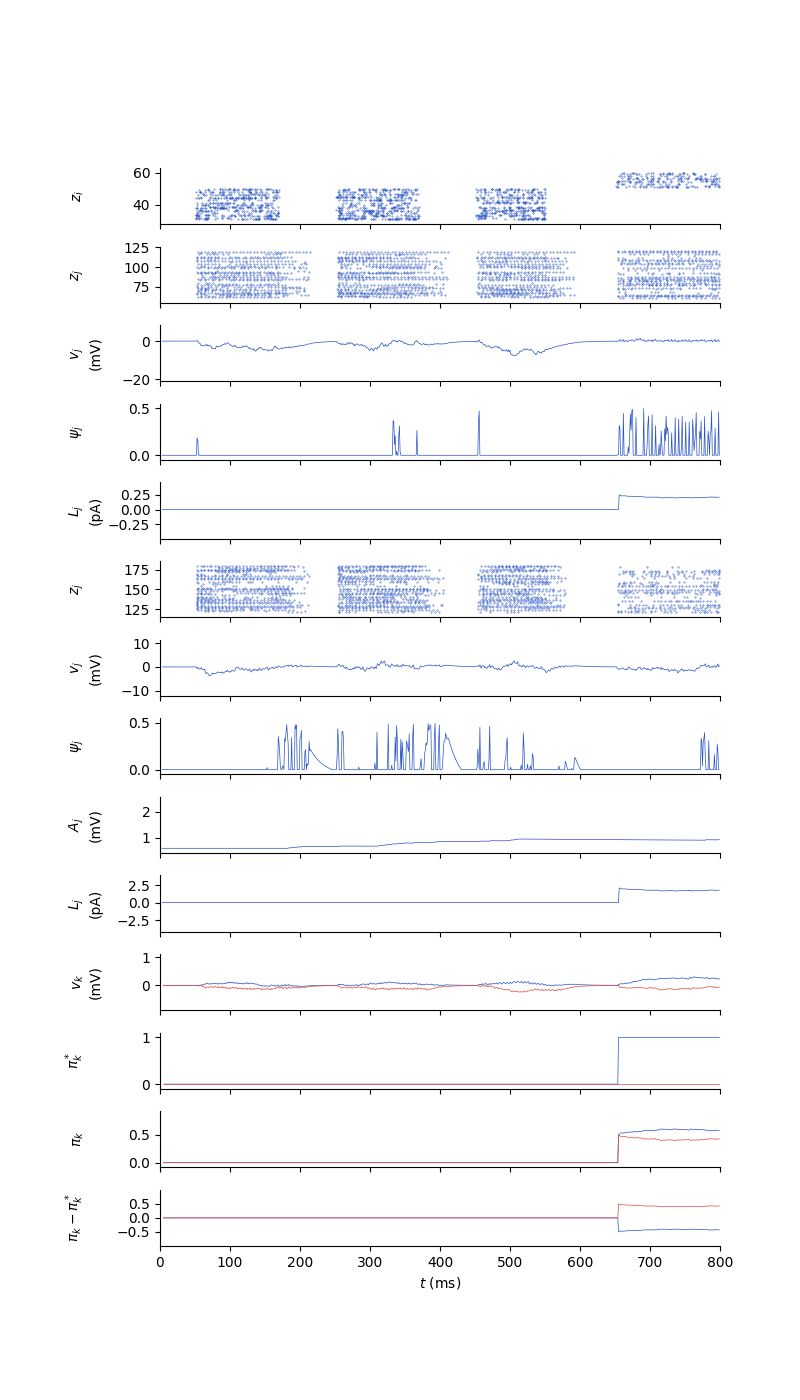 60
40
z_i
125
100
75
z_j
0
−20
v_j
(mV)
0.5
0.0
ψ_j
0.25
0.00
−0.25
L_j
(pA)
175
150
125
z_j
10
0
−10
v_j
(mV)
0.5
0.0
ψ_j
2
1
A_j
(mV)
2.5
0.0
−2.5
L_j
(pA)
1
0
v_k
(mV)
1
0
π_k^*
0.5
0.0
π_k
0.5
0.0
−0.5
π_k − π_k^*
0 100 200 300 400 500 600 700 800
t (ms)